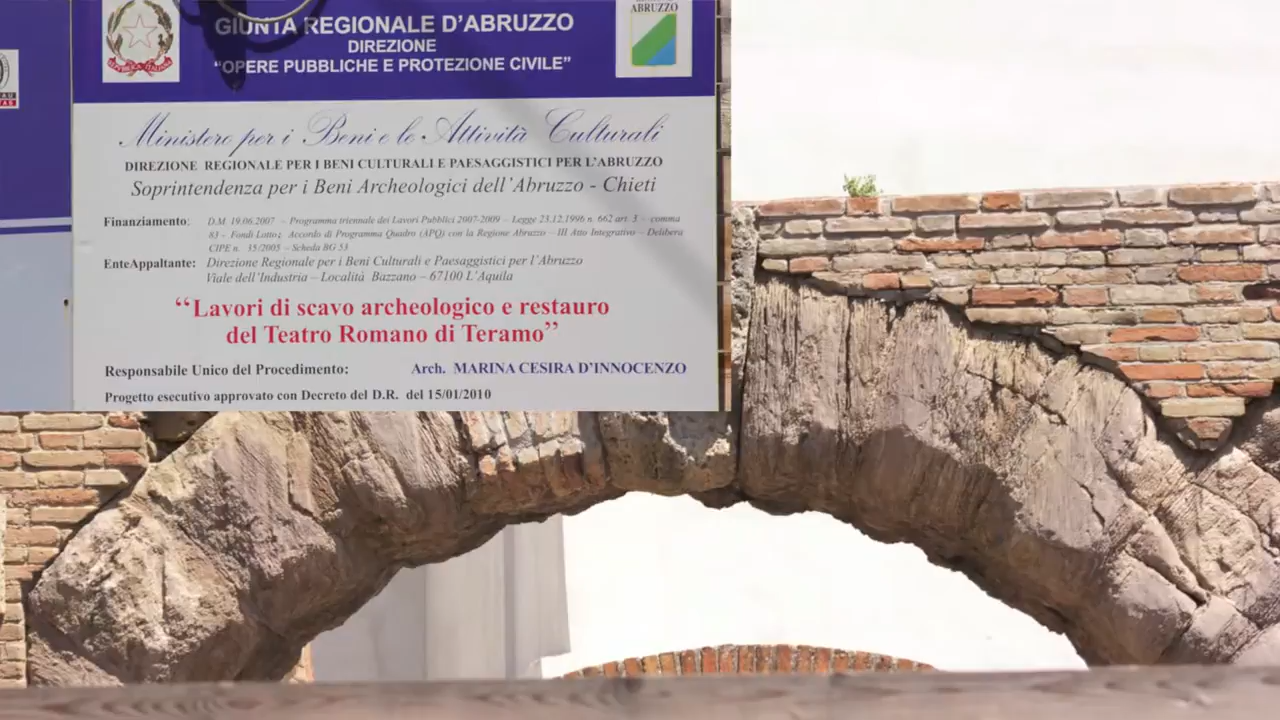 GIUNTA REGIONALE D'ABRUZZO
DIREZIONE
“OPERE PUBBLICHE E PROTEZIONE CIVILE”
ABRUZZO
REPVBBLICA ITALIANA
Ministero per i Beni e le Attività Culturali
DIREZIONE REGIONALE PER I BENI CULTURALI E PAESAGGISTICI PER L'ABRUZZO
Soprintendenza per i Beni Archeologici dell'Abruzzo - Chieti
Finanziamento: D.M. 19.06.2007 – Programma triennale dei Lavori Pubblici 2007-2009 – Legge 23.12.1996 n. 662 art. 3 – comma
83 - Fondi Lotto; Accordo di Programma Quadro (APQ) con la Regione Abruzzo – III Atto Integrativo – Delibera
CIPE n. 35/2005 – Scheda BG 53
EnteAppaltante: Direzione Regionale per i Beni Culturali e Paesaggistici per l'Abruzzo
Viale dell'Industria – Località Bazzano – 67100 L'Aquila
“Lavori di scavo archeologico e restauro
del Teatro Romano di Teramo”
Responsabile Unico del Procedimento: Arch. MARINA CESIRA D'INNOCENZO
Progetto esecutivo approvato con Decreto del D.R. del 15/01/2010